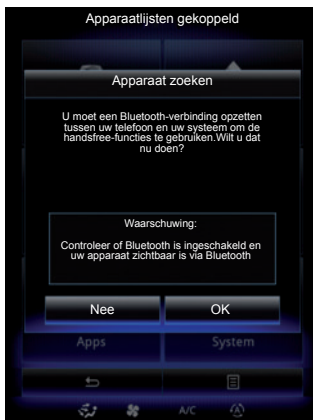 Apparaatlijsten gekoppeld
Apparaat zoeken
U moet een Bluetooth-verbinding opzetten
tussen uw telefoon en uw systeem om de
handsfree-functies te gebruiken.Wilt u dat
nu doen?
Waarschuwing:
Controleer of Bluetooth is ingeschakeld en
uw apparaat zichtbaar is via Bluetooth
Nee OK
Apps System
A/C